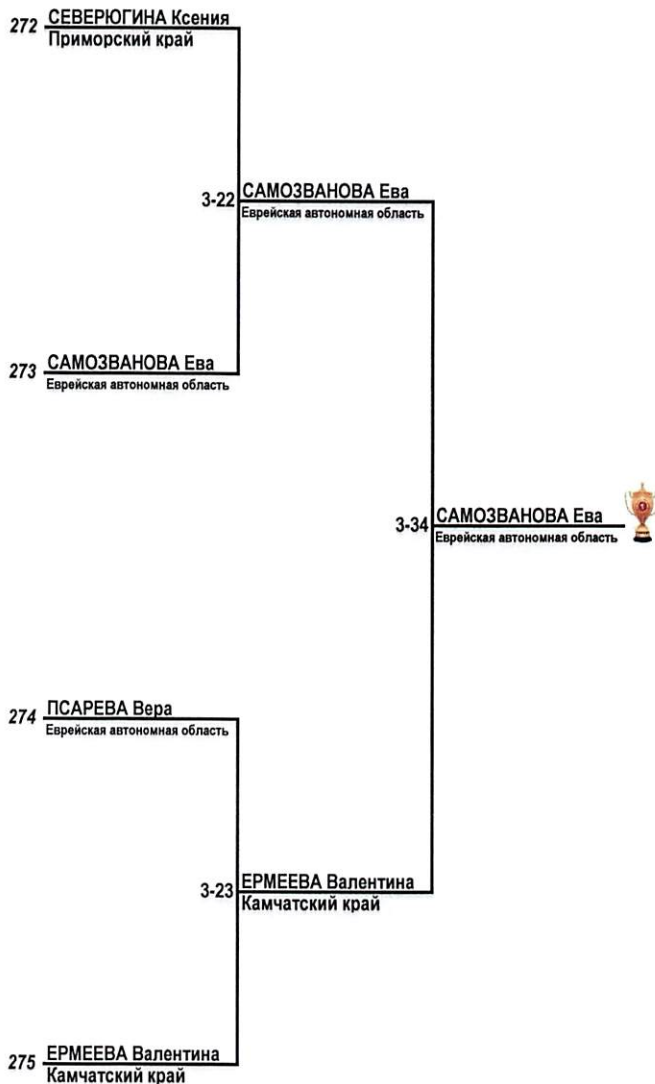 272 СЕВЕРЮГИНА Ксения
Приморский край
3-22 САМОЗВАНОВА Ева
Еврейская автономная область
273 САМОЗВАНОВА Ева
Еврейская автономная область
3-34 САМОЗВАНОВА Ева
Еврейская автономная область
274 ПСАРЕВА Вера
Еврейская автономная область
3-23 ЕРМЕЕВА Валентина
Камчатский край
275 ЕРМЕЕВА Валентина
Камчатский край